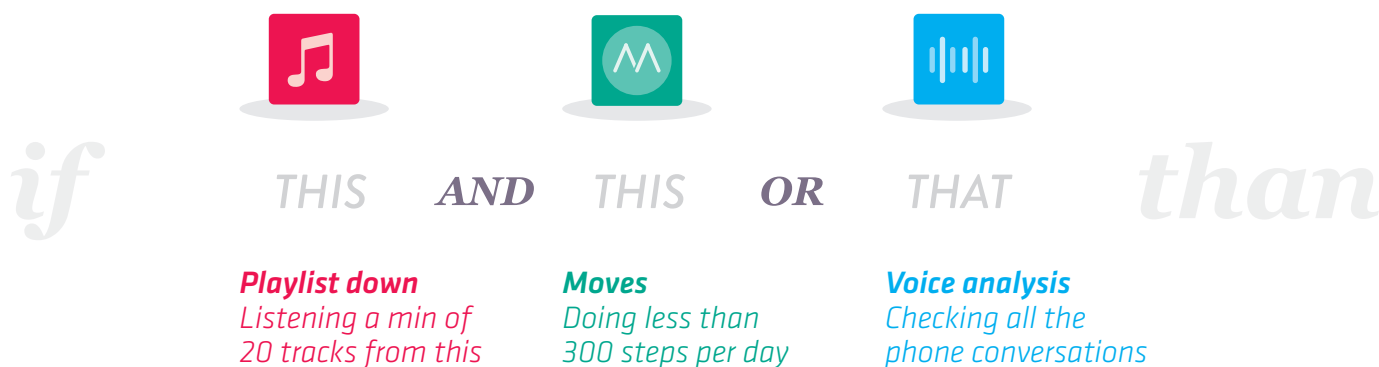 if THIS AND THIS OR THAT than
Playlist down
Listening a min of
20 tracks from this
Moves
Doing less than
300 steps per day
Voice analysis
Checking all the
phone conversations